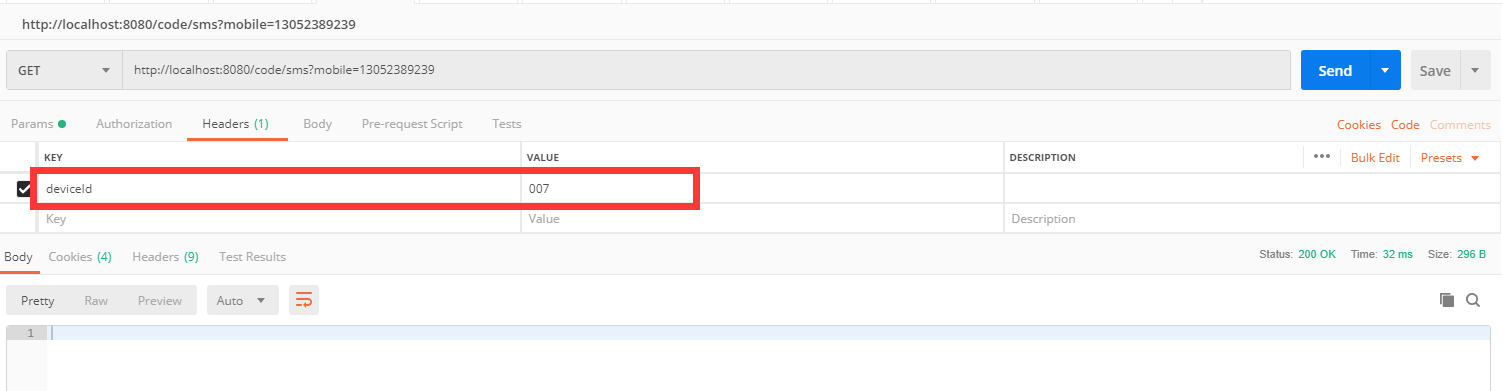 http://localhost:8080/code/sms?mobile=13052389239
GET http://localhost:8080/code/sms?mobile=13052389239 Send Save
Params Authorization Headers (1) Body Pre-request Script Tests Cookies Code Comments
KEY VALUE DESCRIPTION ••• Bulk Edit Presets
deviceId 007
Key Value Description
Body Cookies (4) Headers (9) Test Results Status: 200 OK Time: 32 ms Size: 296 B
Pretty Raw Preview Auto
1